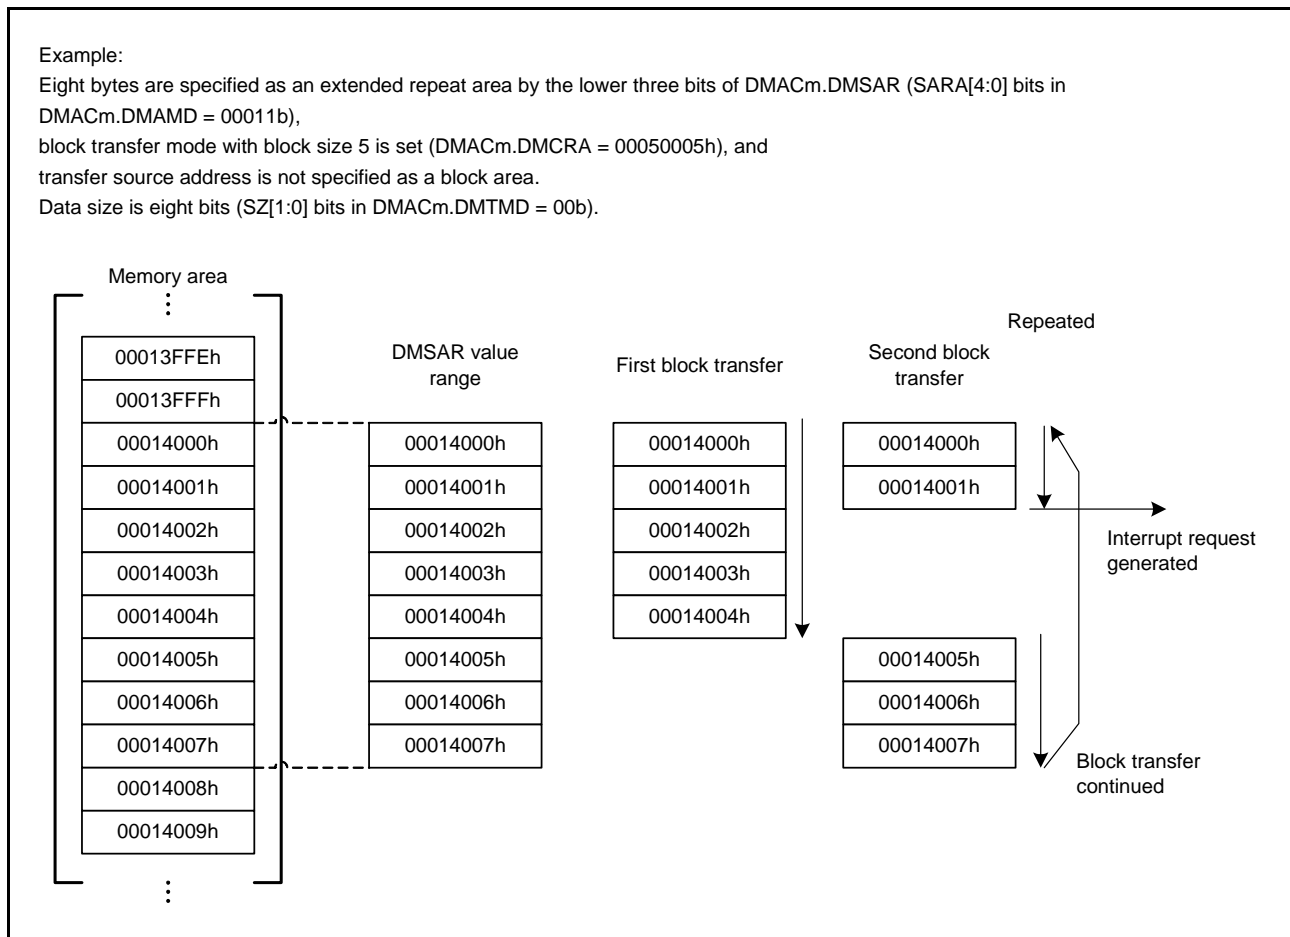 Example:
Eight bytes are specified as an extended repeat area by the lower three bits of DMACm.DMSAR (SARA[4:0] bits in
DMACm.DMAMD = 00011b),
block transfer mode with block size 5 is set (DMACm.DMCRA = 00050005h), and
transfer source address is not specified as a block area.
Data size is eight bits (SZ[1:0] bits in DMACm.DMTMD = 00b).
Memory area
00013FFEh
00013FFFh
00014000h
00014001h
00014002h
00014003h
00014004h
00014005h
00014006h
00014007h
00014008h
00014009h
DMSAR value
range
00014000h
00014001h
00014002h
00014003h
00014004h
00014005h
00014006h
00014007h
First block transfer
00014000h
00014001h
00014002h
00014003h
00014004h
Second block
transfer
00014000h
00014001h
00014005h
00014006h
00014007h
Repeated
Interrupt request
generated
Block transfer
continued